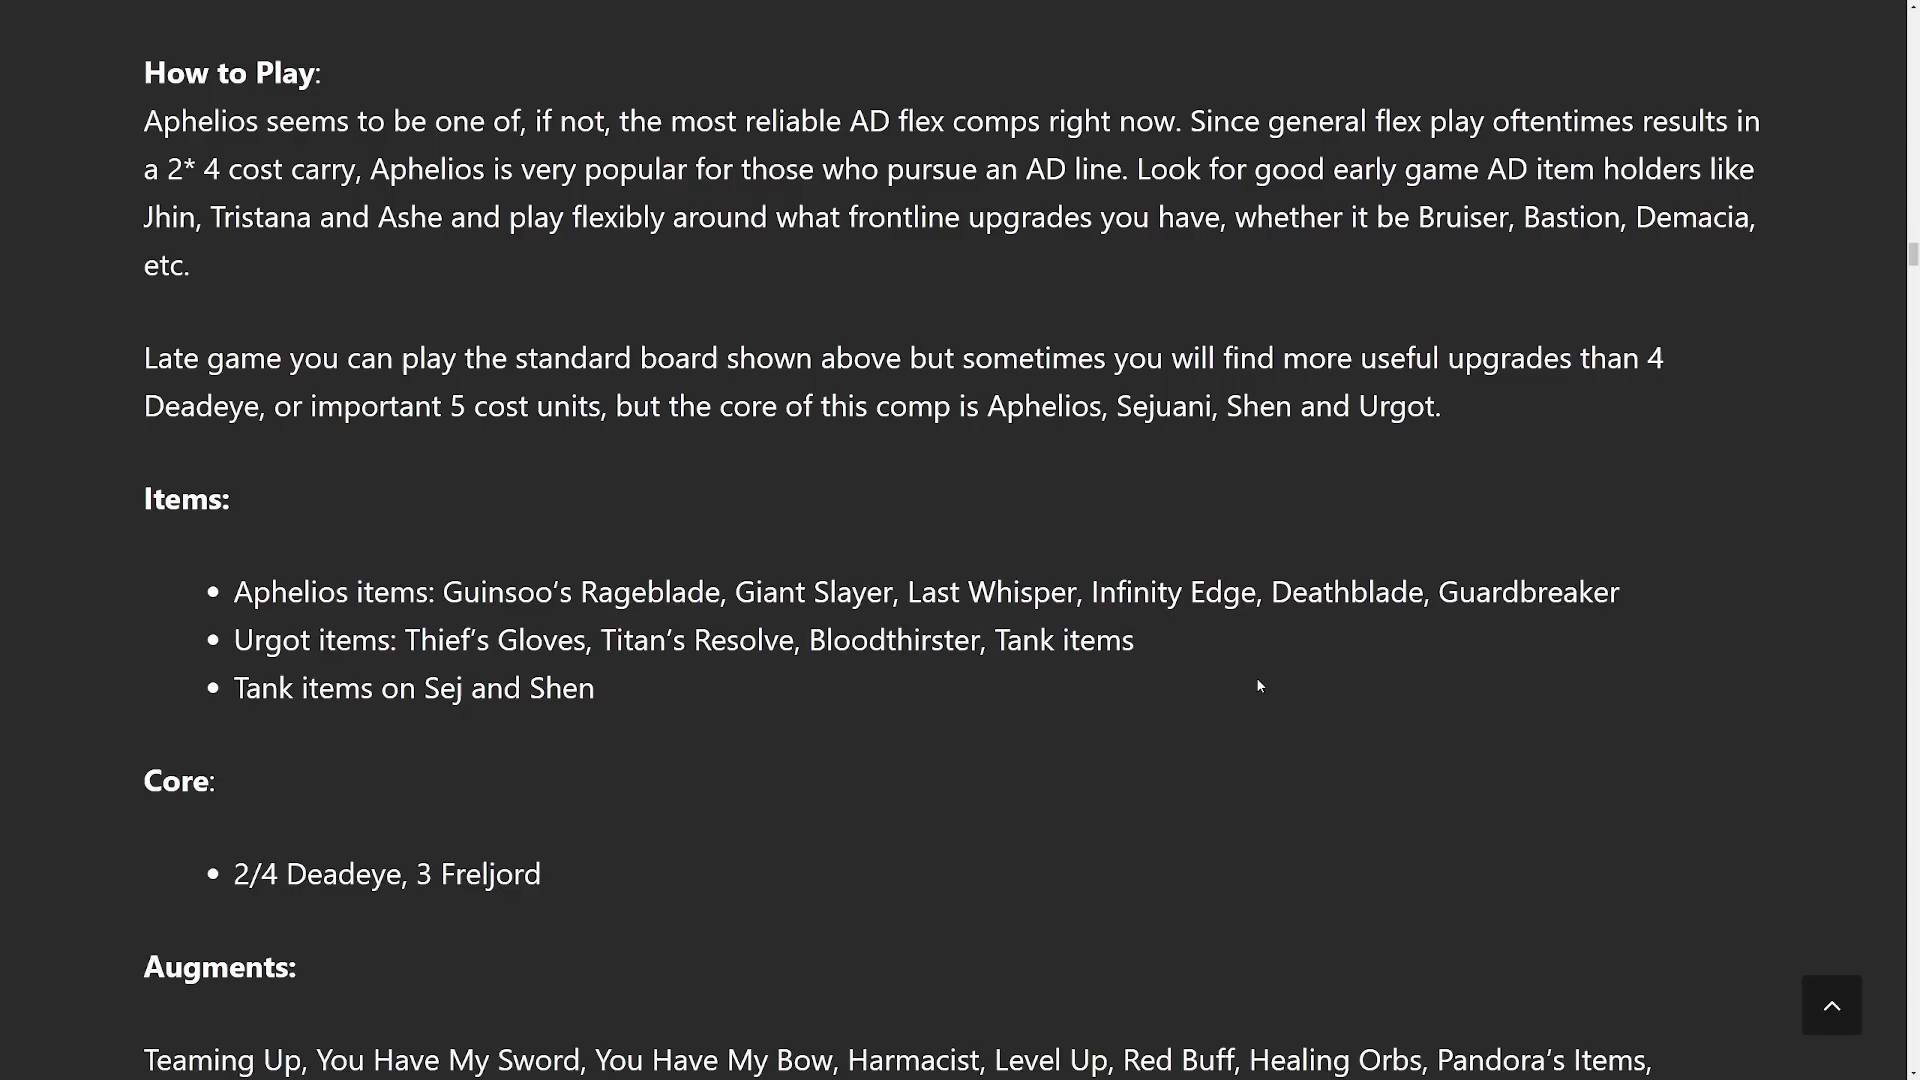 How to Play:
Aphelios seems to be one of, if not, the most reliable AD flex comps right now. Since general flex play oftentimes results in
a 2* 4 cost carry, Aphelios is very popular for those who pursue an AD line. Look for good early game AD item holders like
Jhin, Tristana and Ashe and play flexibly around what frontline upgrades you have, whether it be Bruiser, Bastion, Demacia,
etc.
Late game you can play the standard board shown above but sometimes you will find more useful upgrades than 4
Deadeye, or important 5 cost units, but the core of this comp is Aphelios, Sejuani, Shen and Urgot.
Items:
• Aphelios items: Guinsoo‘s Rageblade, Giant Slayer, Last Whisper, Infinity Edge, Deathblade, Guardbreaker
• Urgot items: Thief’s Gloves, Titan’s Resolve, Bloodthirster, Tank items
• Tank items on Sej and Shen
Core:
• 2/4 Deadeye, 3 Freljord
Augments:
Teaming Up, You Have My Sword, You Have My Bow, Harmacist, Level Up, Red Buff, Healing Orbs, Pandora‘s Items,